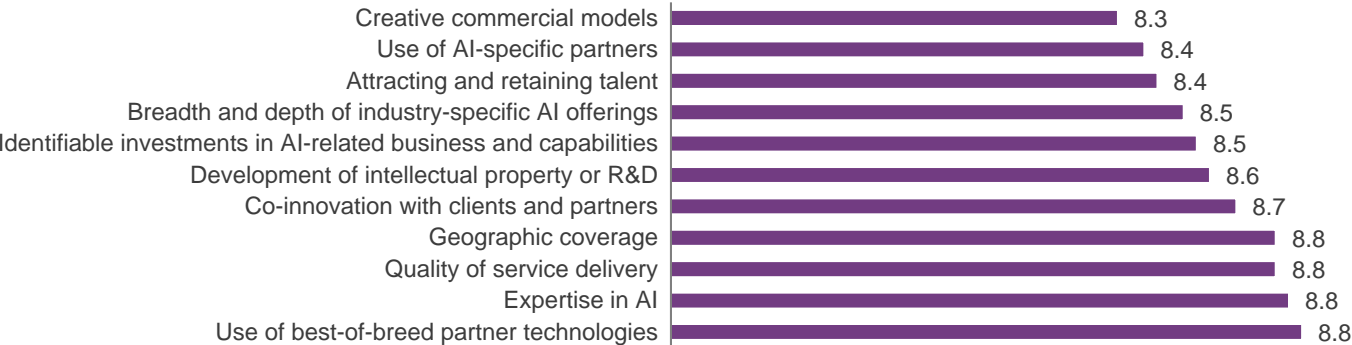 Creative commercial models 8.3
Use of AI-specific partners 8.4
Attracting and retaining talent 8.4
Breadth and depth of industry-specific AI offerings 8.5
Identifiable investments in AI-related business and capabilities 8.5
Development of intellectual property or R&D 8.6
Co-innovation with clients and partners 8.7
Geographic coverage 8.8
Quality of service delivery 8.8
Expertise in AI 8.8
Use of best-of-breed partner technologies 8.8